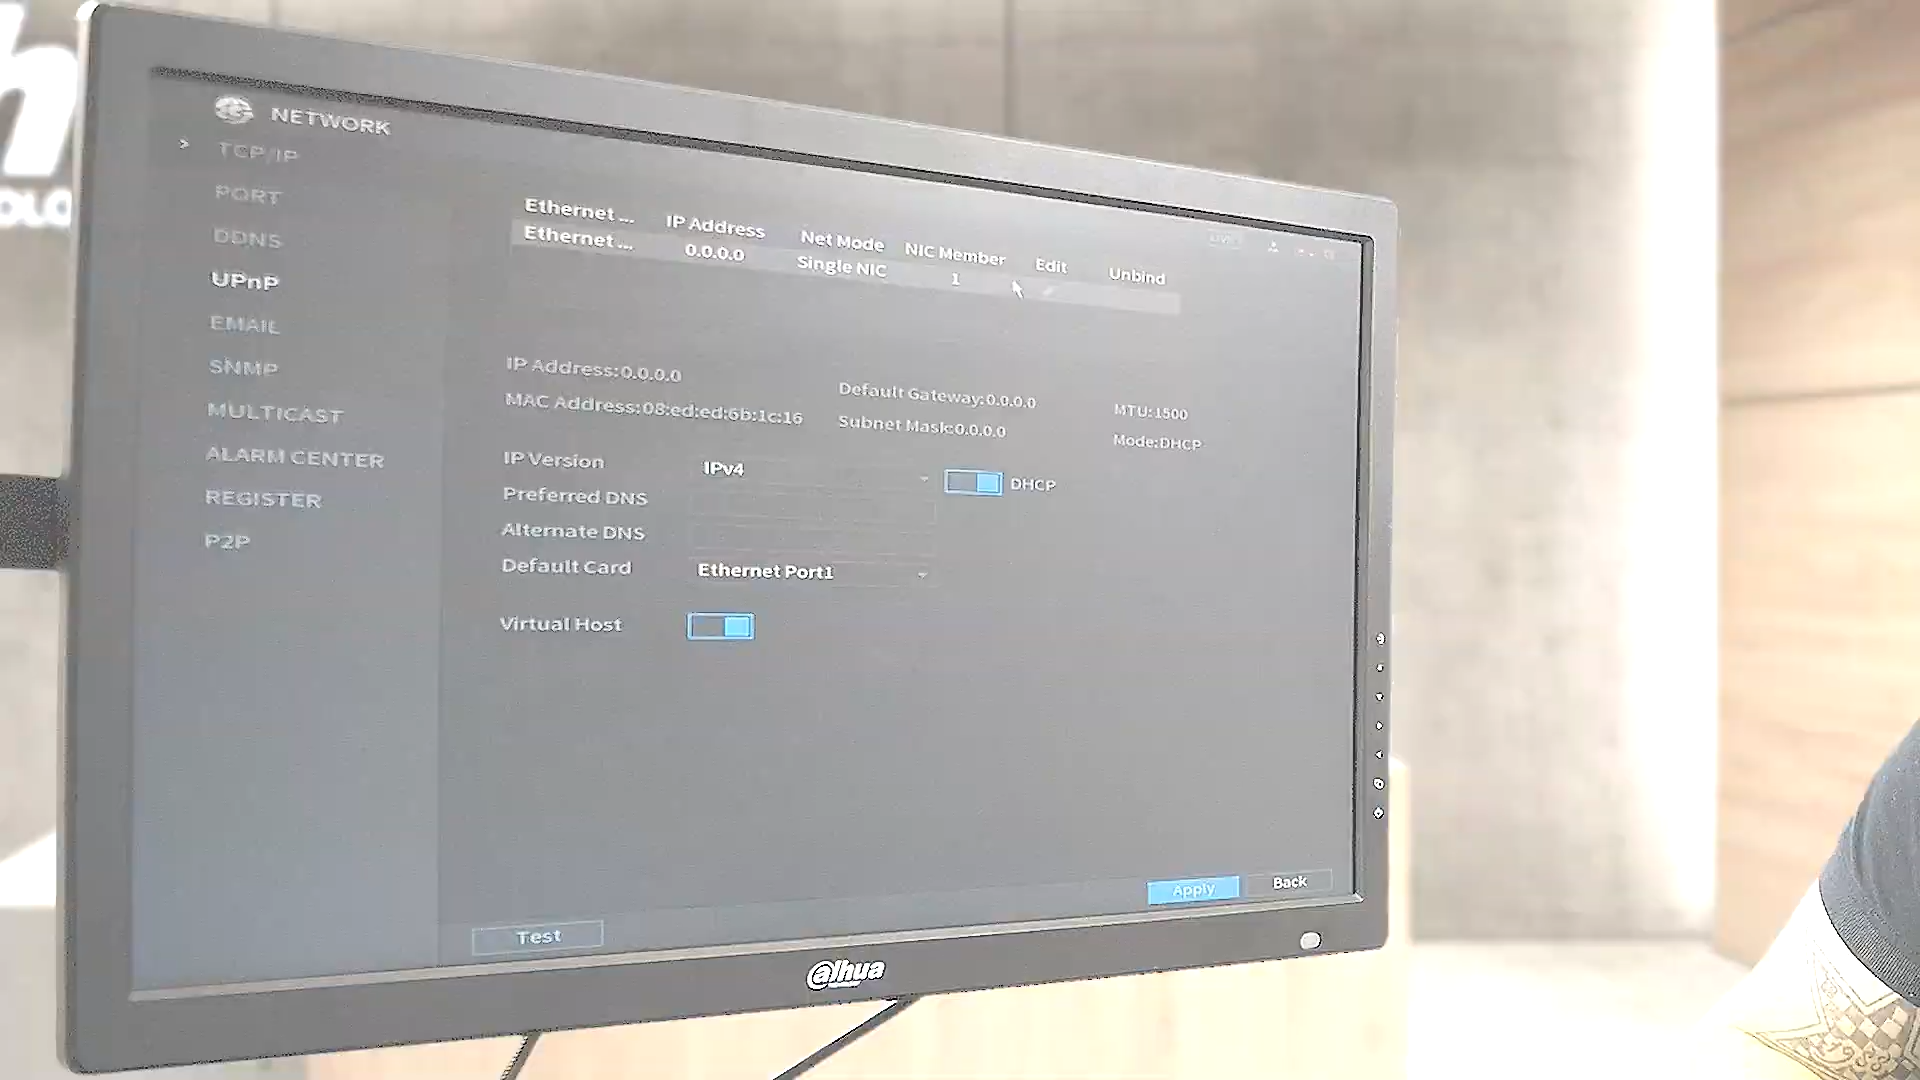 NETWORK
TCP/IP
PORT
DDNS
UPnP
EMAIL
SNMP
MULTICAST
ALARM CENTER
REGISTER
P2P
Ethernet ... IP Address Net Mode NIC Member Edit Unbind
Ethernet ... 0.0.0.0 Single NIC 1
IP Address:0.0.0.0 Default Gateway:0.0.0.0 MTU:1500
MAC Address:08:ed:ed:6b:1c:16 Subnet Mask:0.0.0.0 Mode:DHCP
IP Version IPv4 DHCP
Preferred DNS
Alternate DNS
Default Card Ethernet Port1
Virtual Host
Test Apply Back
alhua
1988